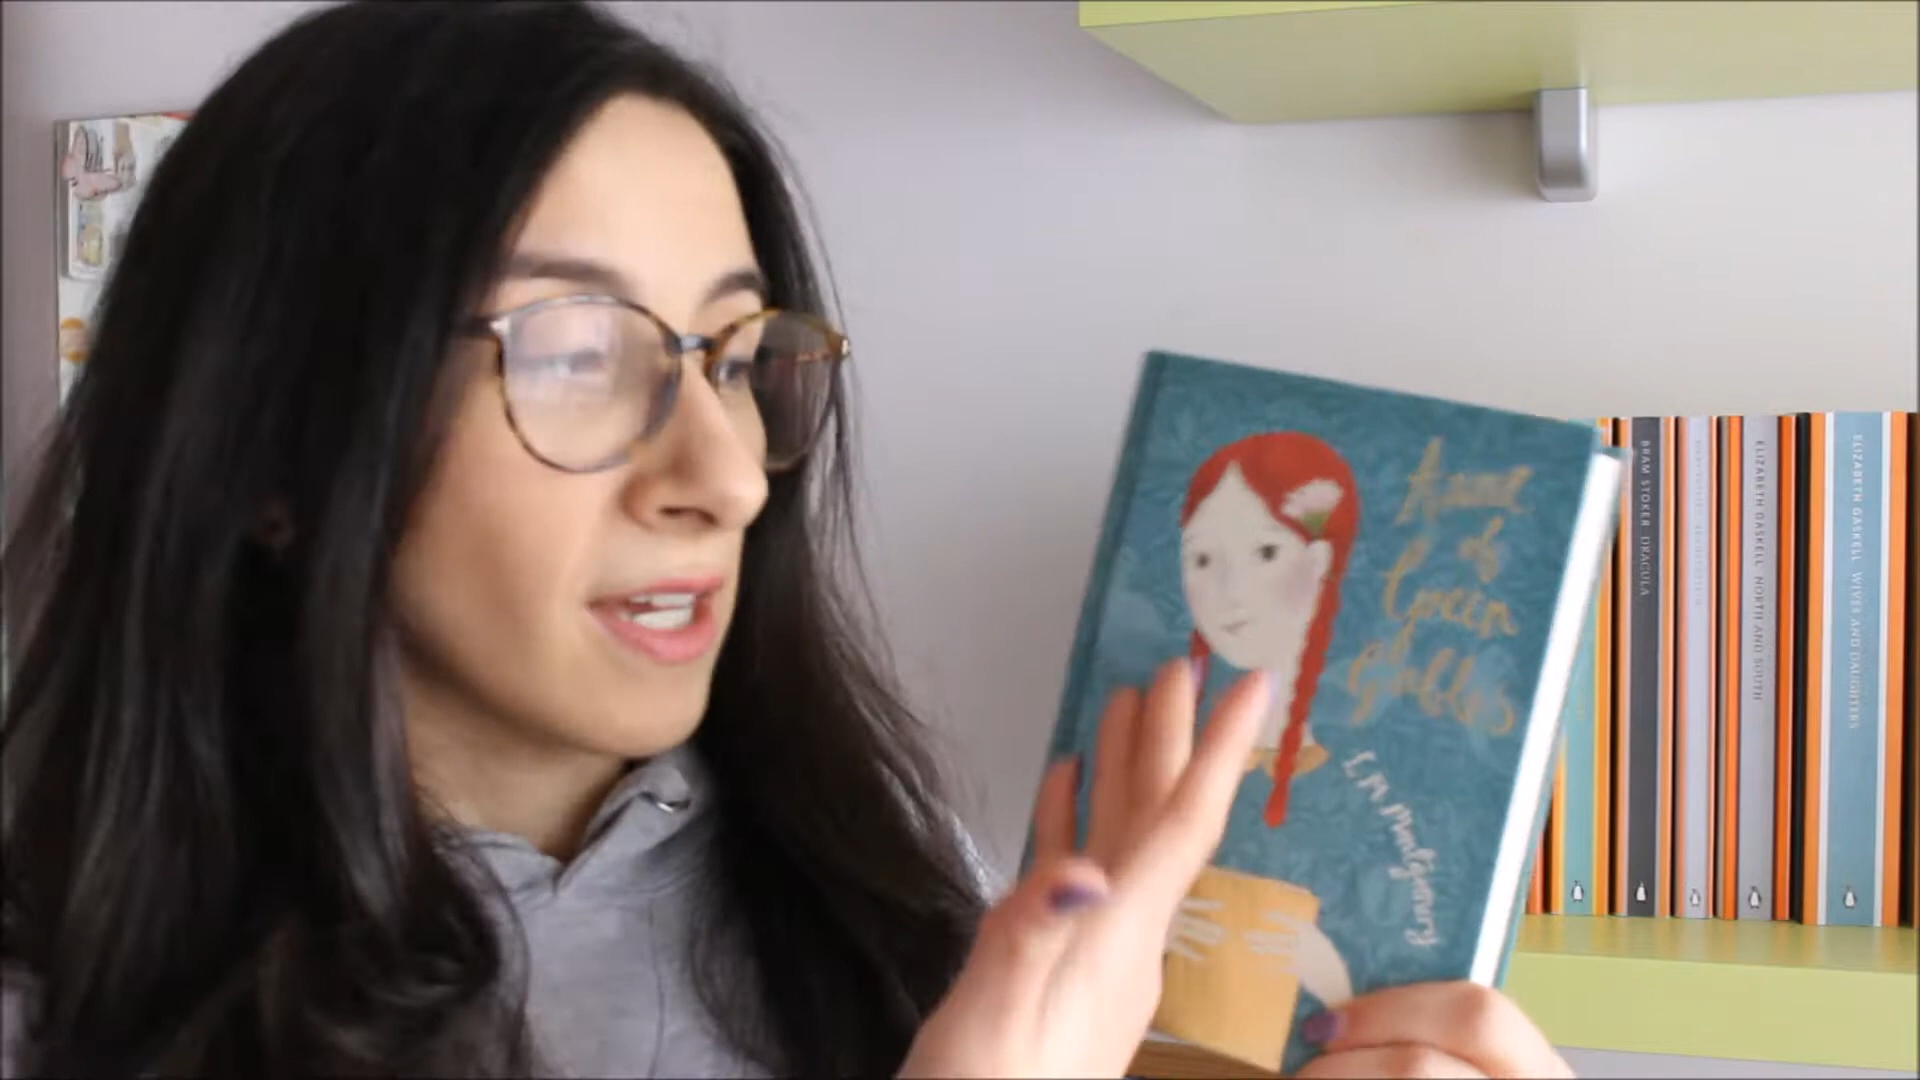 Anne
of
Green
Gables
L. M. Montgomery
BRAM STOKER DRACULA
ELIZABETH GASKELL NORTH AND SOUTH
ELIZABETH GASKELL WIVES AND DAUGHTERS